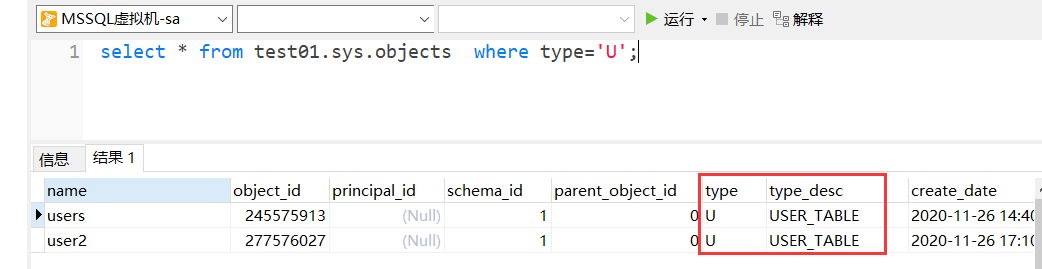 MSSQL虚拟机-sa 运行 停止 解释
1 select * from test01.sys.objects  where type='U';
信息 结果 1
name object_id principal_id schema_id parent_object_id type type_desc create_date
users 245575913 (Null) 1 0 U USER_TABLE 2020-11-26 14:40
user2 277576027 (Null) 1 0 U USER_TABLE 2020-11-26 17:10